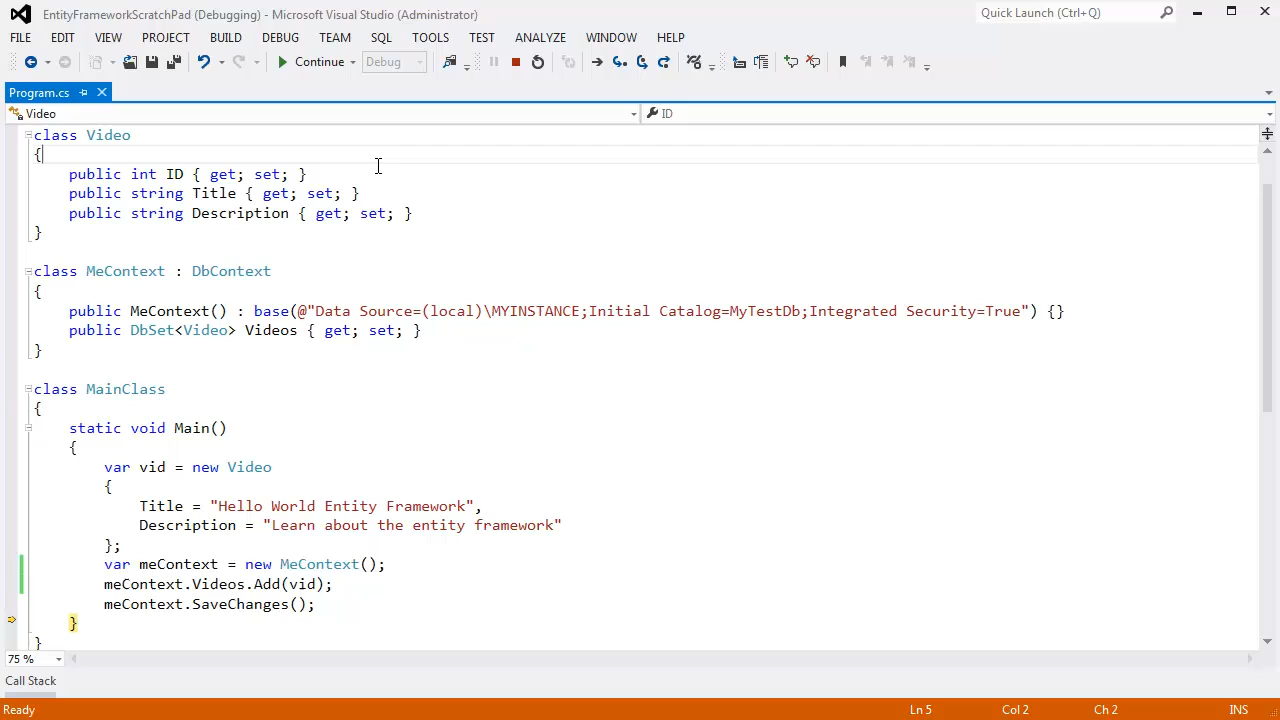 EntityFrameworkScratchPad (Debugging) - Microsoft Visual Studio (Administrator)
Quick Launch (Ctrl+Q)
FILE EDIT VIEW PROJECT BUILD DEBUG TEAM SQL TOOLS TEST ANALYZE WINDOW HELP
Continue Debug
Program.cs
Video ID
class Video
{
public int ID { get; set; }
public string Title { get; set; }
public string Description { get; set; }
}
class MeContext : DbContext
{
public MeContext() : base(@"Data Source=(local)\MYINSTANCE;Initial Catalog=MyTestDb;Integrated Security=True") {}
public DbSet<Video> Videos { get; set; }
}
class MainClass
{
static void Main()
{
var vid = new Video
{
Title = "Hello World Entity Framework",
Description = "Learn about the entity framework"
};
var meContext = new MeContext();
meContext.Videos.Add(vid);
meContext.SaveChanges();
}
}
75 %
Call Stack
Ready Ln 5 Col 2 Ch 2 INS